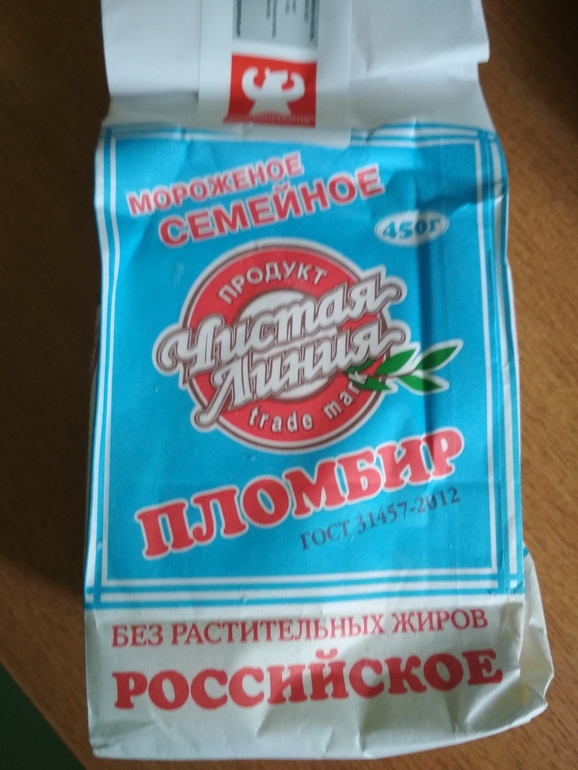 МОРОЖЕНОЕ
СЕМЕЙНОЕ
450г
ПРОДУКТ
Чистая
Линия
trade mark
ПЛОМБИР
ГОСТ 31457-2012
БЕЗ РАСТИТЕЛЬНЫХ ЖИРОВ
РОССИЙСКОЕ